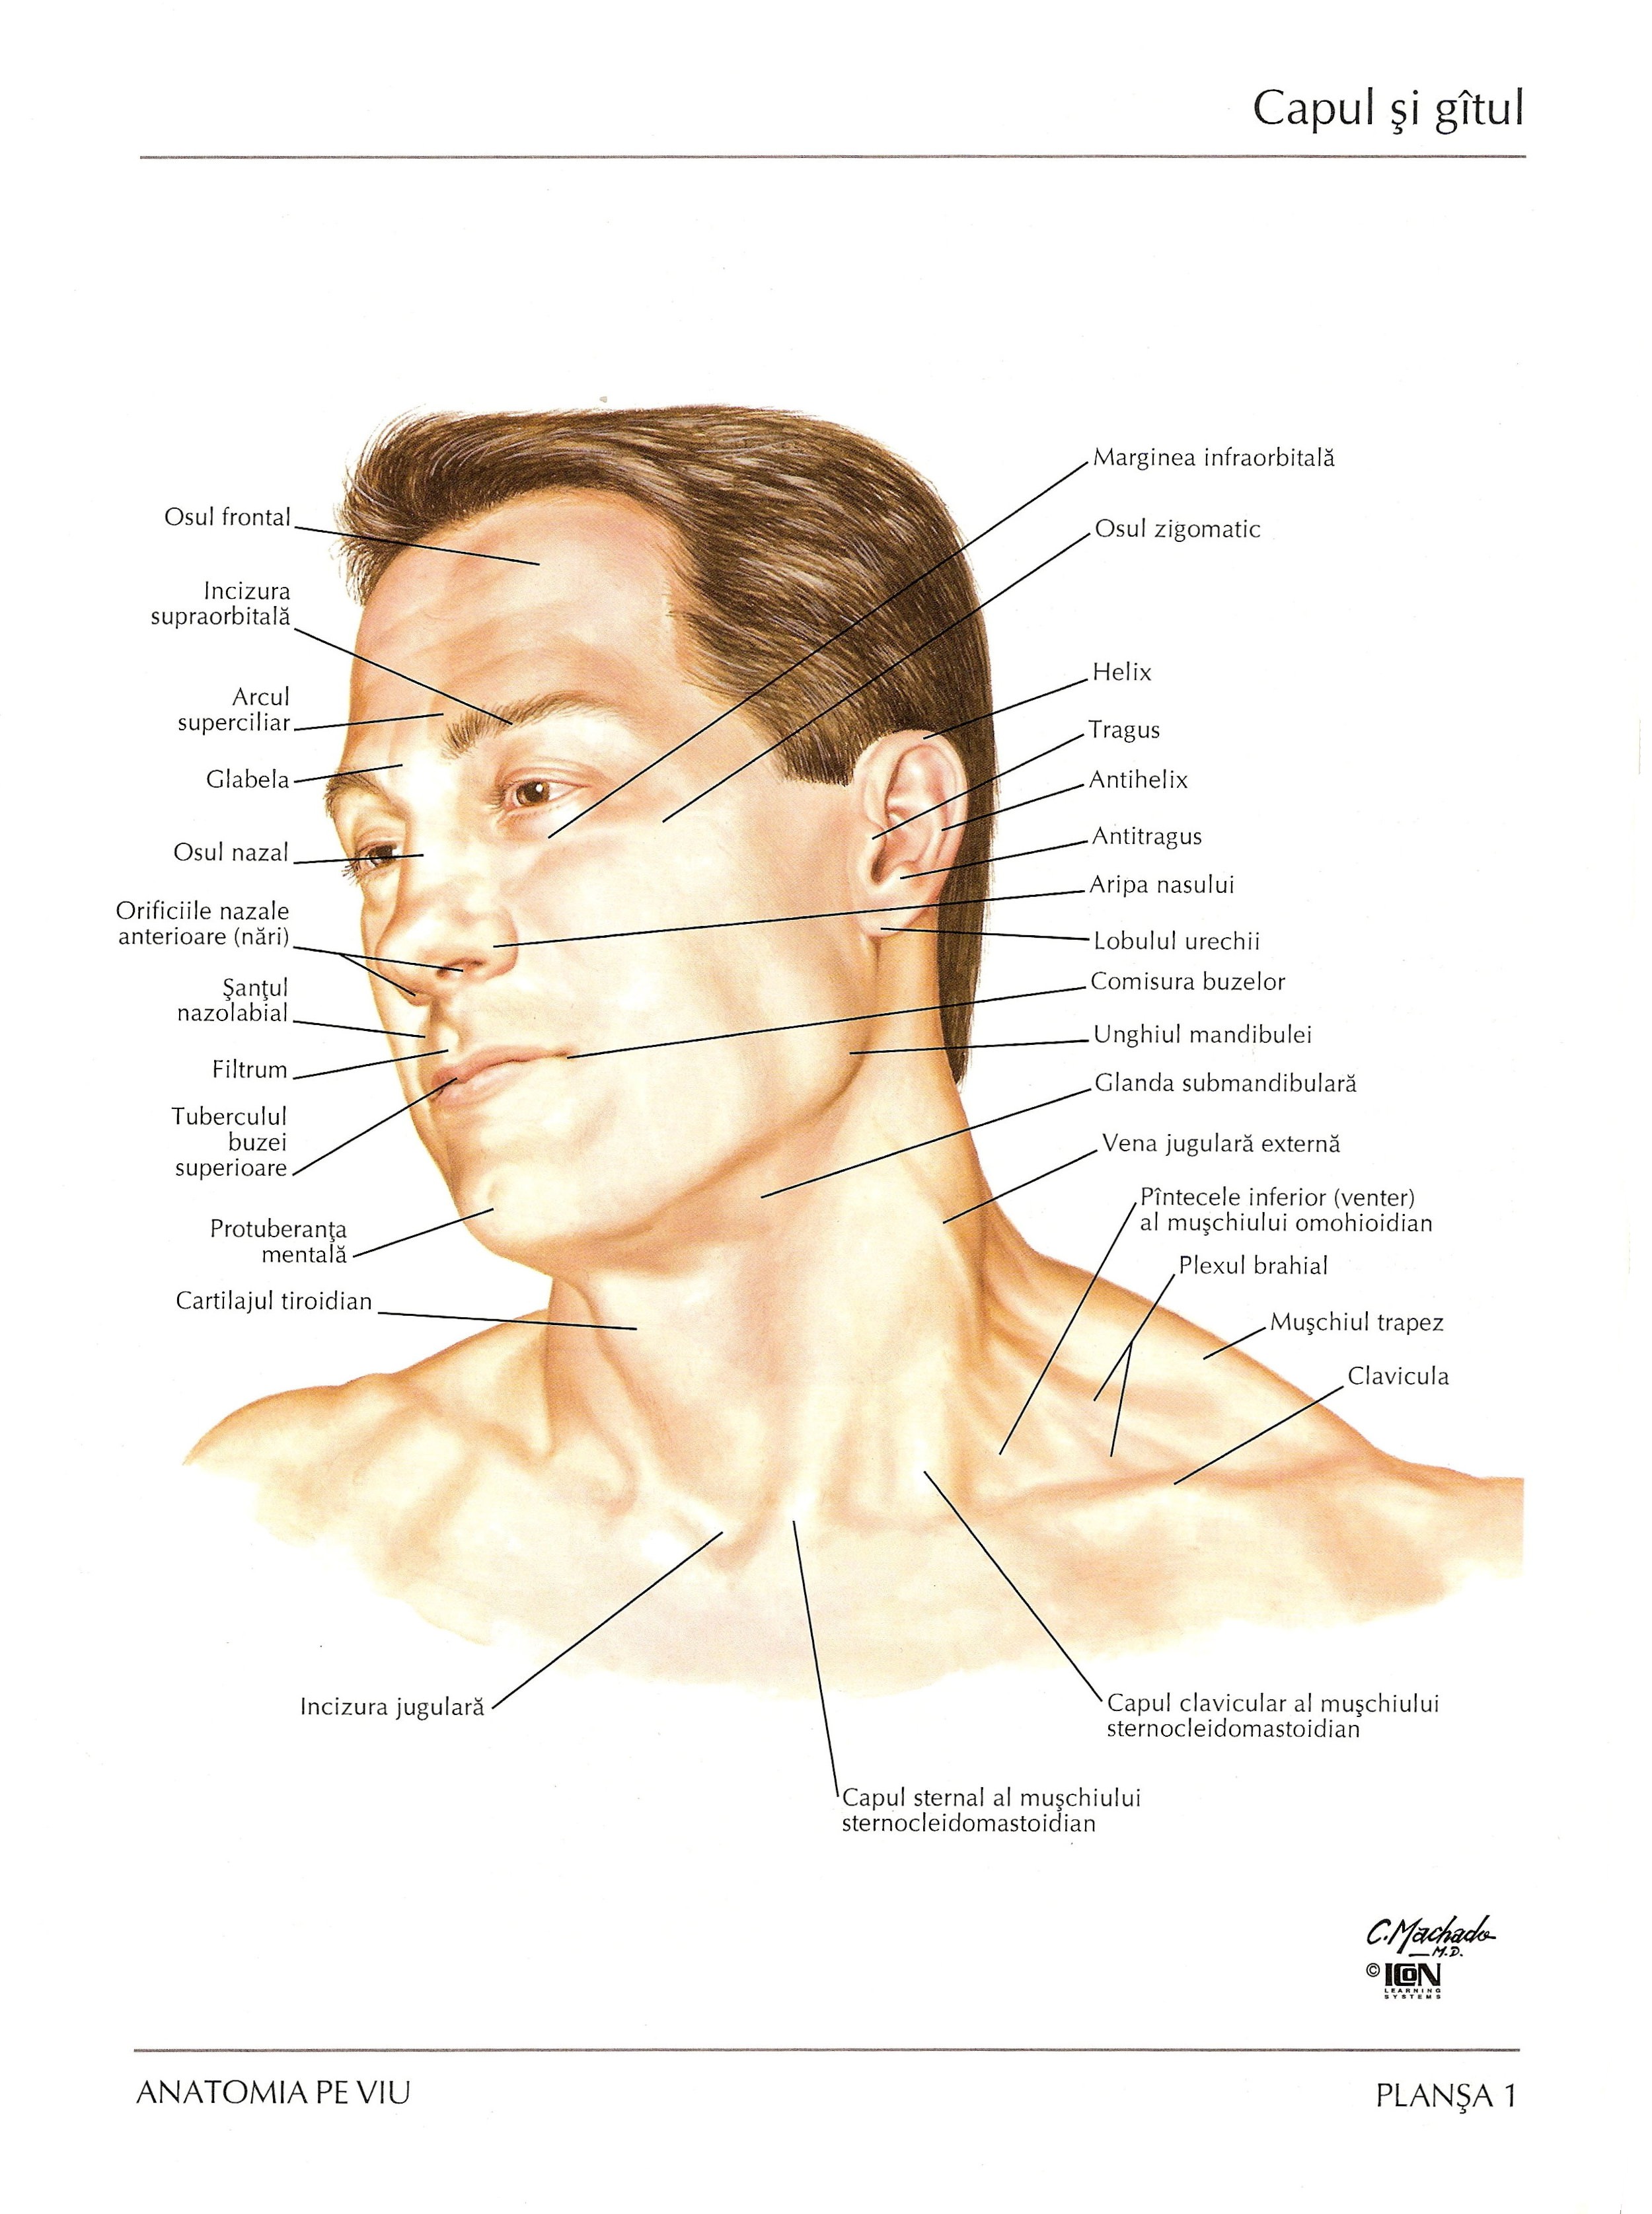 Capul şi gîtul
Osul frontal
Incizura
supraorbitală
Arcul
superciliar
Glabela
Osul nazal
Orificiile nazale
anterioare (nări)
Şanţul
nazolabial
Filtrum
Tuberculul
buzei
superioare
Protuberanţa
mentală
Cartilajul tiroidian
Marginea infraorbitală
Osul zigomatic
Helix
Tragus
Antihelix
Antitragus
Aripa nasului
Lobulul urechii
Comisura buzelor
Unghiul mandibulei
Glanda submandibulară
Vena jugulară externă
Pîntecele inferior (venter)
al muşchiului omohioidian
Plexul brahial
Muşchiul trapez
Clavicula
Incizura jugulară
Capul clavicular al muşchiului
sternocleidomastoidian
Capul sternal al muşchiului
sternocleidomastoidian
C. Machado
M.D.
© ICON
LEARNING
SYSTEMS
ANATOMIA PE VIU
PLANŞA 1